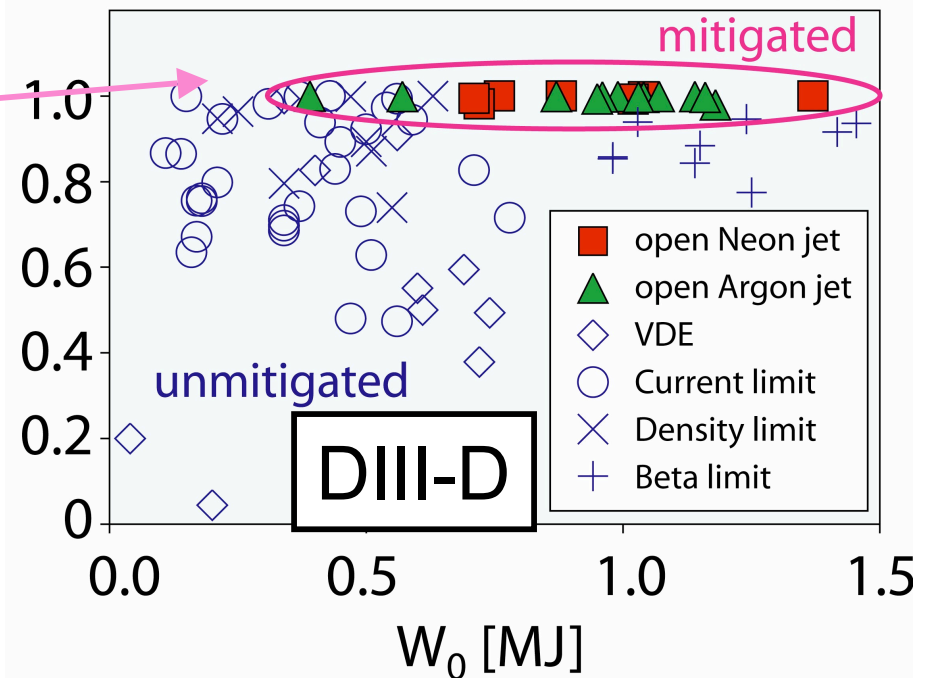 mitigated
1.0
0.8
0.6
0.4
0.2
0
unmitigated
DIII-D
open Neon jet
open Argon jet
VDE
Current limit
Density limit
Beta limit
0.0 0.5 1.0 1.5
W₀ [MJ]